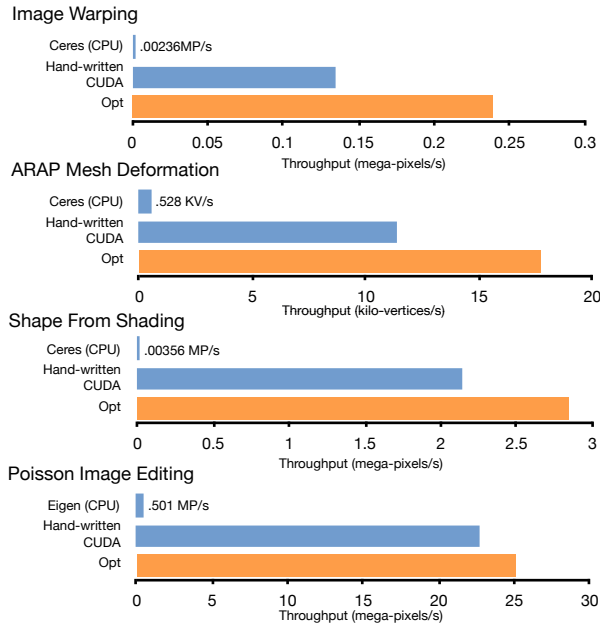 Image Warping
Ceres (CPU) .00236MP/s
Hand-written
CUDA
Opt
0 0.05 0.1 0.15 0.2 0.25 0.3
Throughput (mega-pixels/s)
ARAP Mesh Deformation
Ceres (CPU) .528 KV/s
Hand-written
CUDA
Opt
0 5 10 15 20
Throughput (kilo-vertices/s)
Shape From Shading
Ceres (CPU) .00356 MP/s
Hand-written
CUDA
Opt
0 0.5 1 1.5 2 2.5 3
Throughput (mega-pixels/s)
Poisson Image Editing
Eigen (CPU) .501 MP/s
Hand-written
CUDA
Opt
0 5 10 15 20 25 30
Throughput (mega-pixels/s)